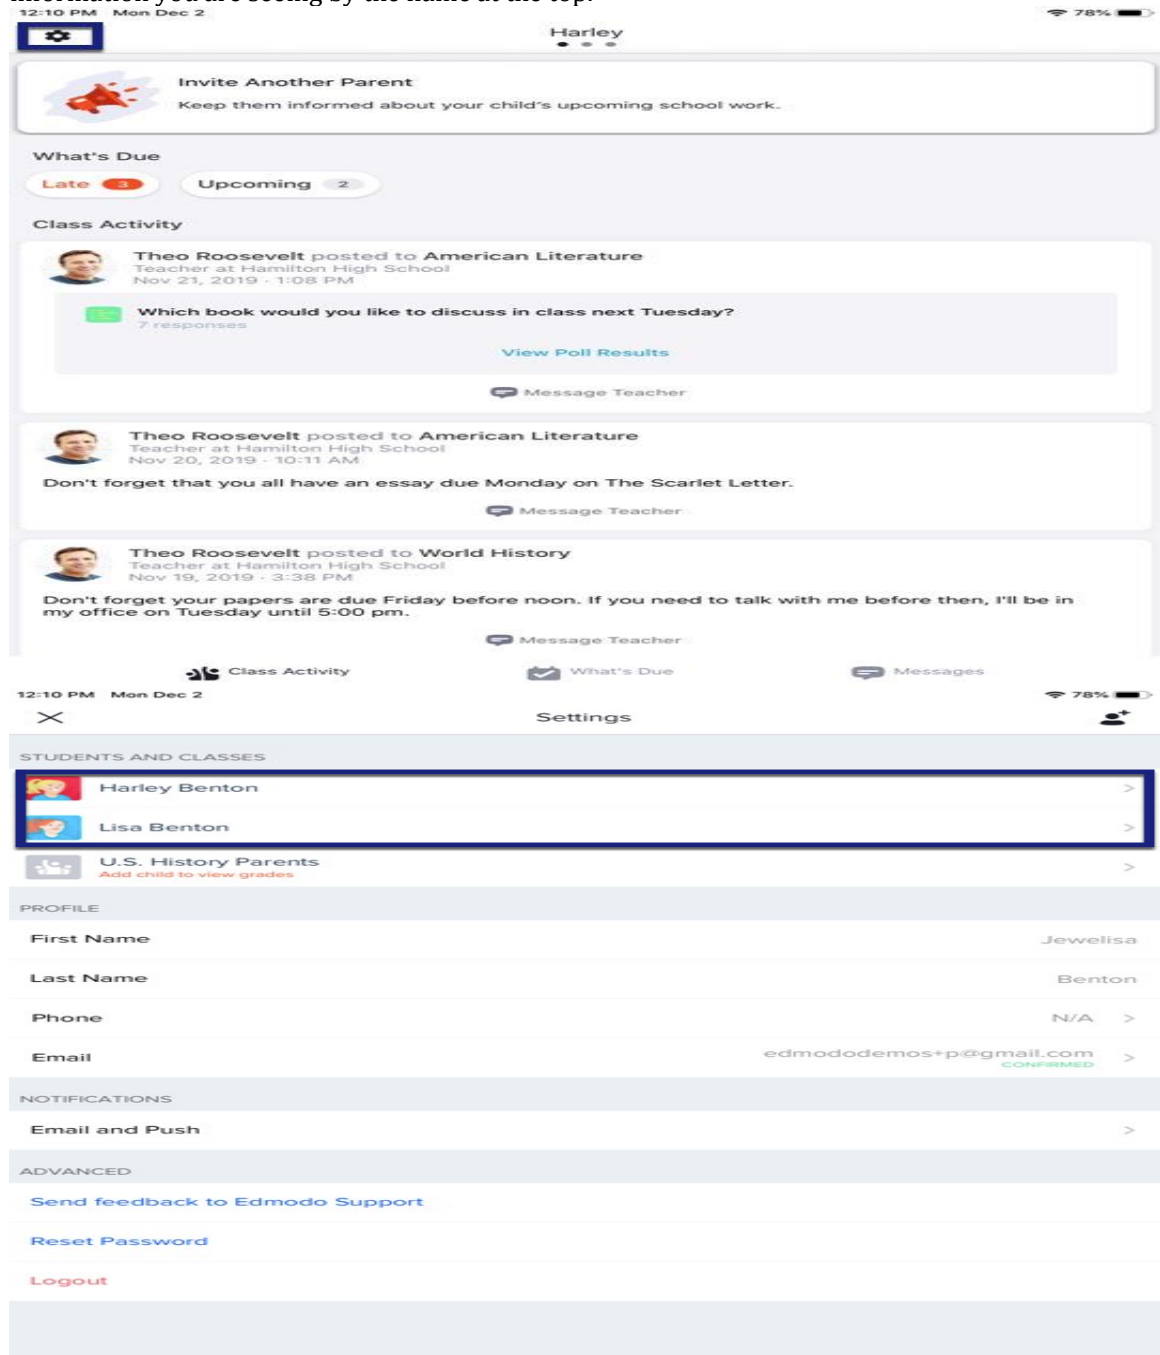 information you are seeing by the name at the top.
12:10 PM Mon Dec 2
78%
Harley
Invite Another Parent
Keep them informed about your child's upcoming school work.
What's Due
Late 3 Upcoming 2
Class Activity
Theo Roosevelt posted to American Literature
Teacher at Hamilton High School
Nov 21, 2019 · 1:08 PM
Which book would you like to discuss in class next Tuesday?
7 responses
View Poll Results
Message Teacher
Theo Roosevelt posted to American Literature
Teacher at Hamilton High School
Nov 20, 2019 · 10:11 AM
Don't forget that you all have an essay due Monday on The Scarlet Letter.
Message Teacher
Theo Roosevelt posted to World History
Teacher at Hamilton High School
Nov 19, 2019 · 3:38 PM
Don't forget your papers are due Friday before noon. If you need to talk with me before then, I'll be in
my office on Tuesday until 5:00 pm.
Message Teacher
Class Activity What's Due Messages
12:10 PM Mon Dec 2 78%
Settings
STUDENTS AND CLASSES
Harley Benton
Lisa Benton
U.S. History Parents
Add child to view grades
PROFILE
First Name Jewelisa
Last Name Benton
Phone N/A
Email edmododemos+p@gmail.com
CONFIRMED
NOTIFICATIONS
Email and Push
ADVANCED
Send feedback to Edmodo Support
Reset Password
Logout